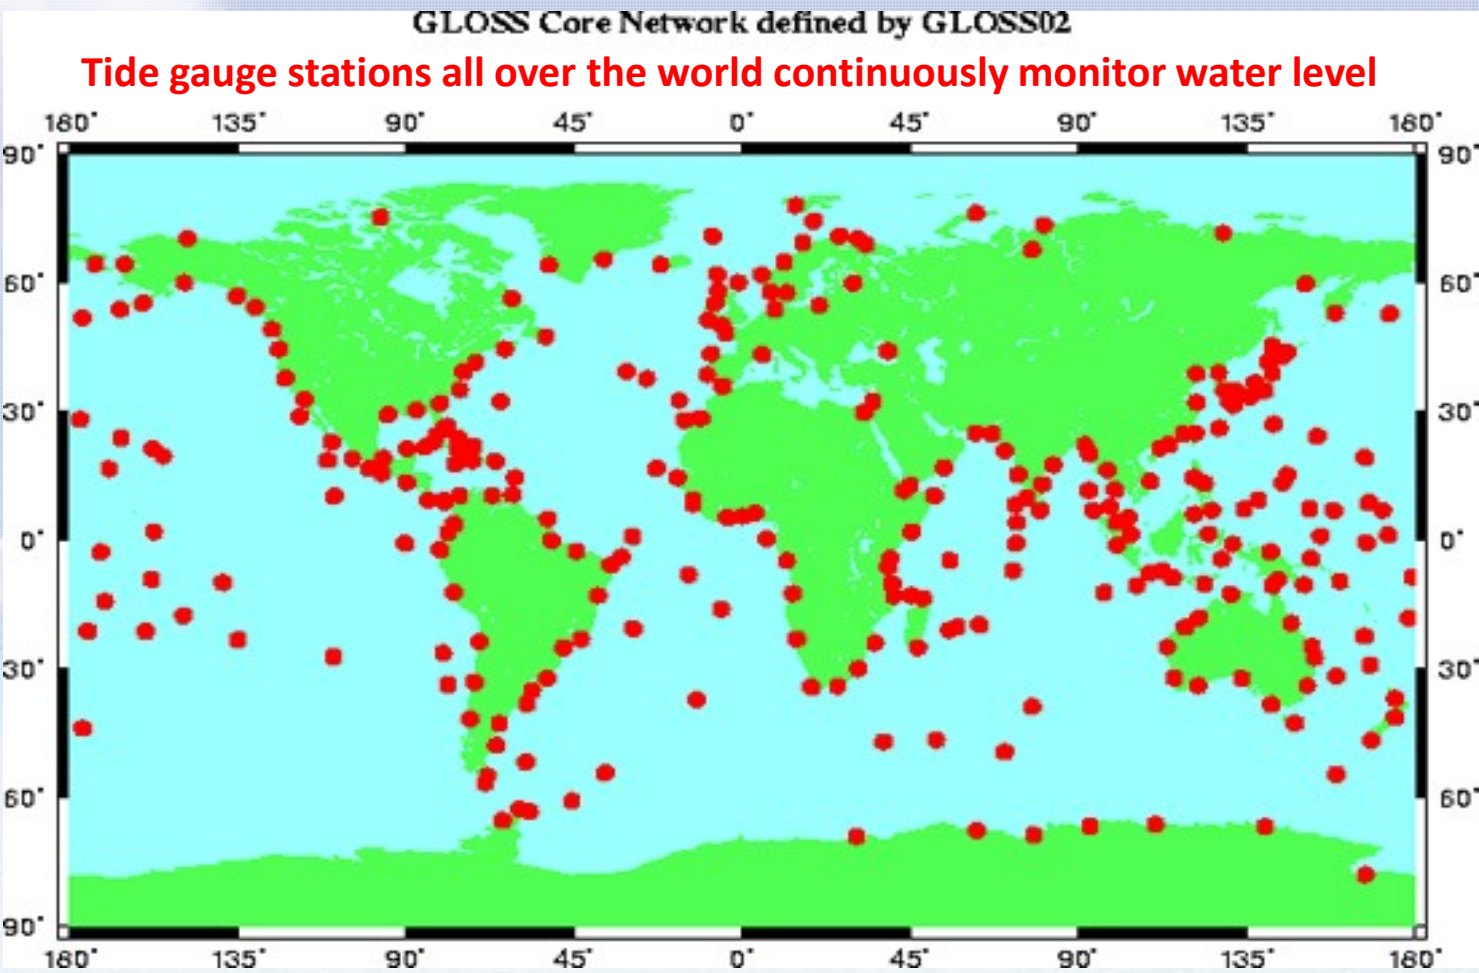 GLOSS Core Network defined by GLOSS02
Tide gauge stations all over the world continuously monitor water level
180° 135° 90° 45° 0° 45° 90° 135° 180°
90° 90°
60° 60°
30° 30°
0° 0°
30° 30°
60° 60°
90° 90°
180° 135° 90° 45° 0° 45° 90° 135° 180°